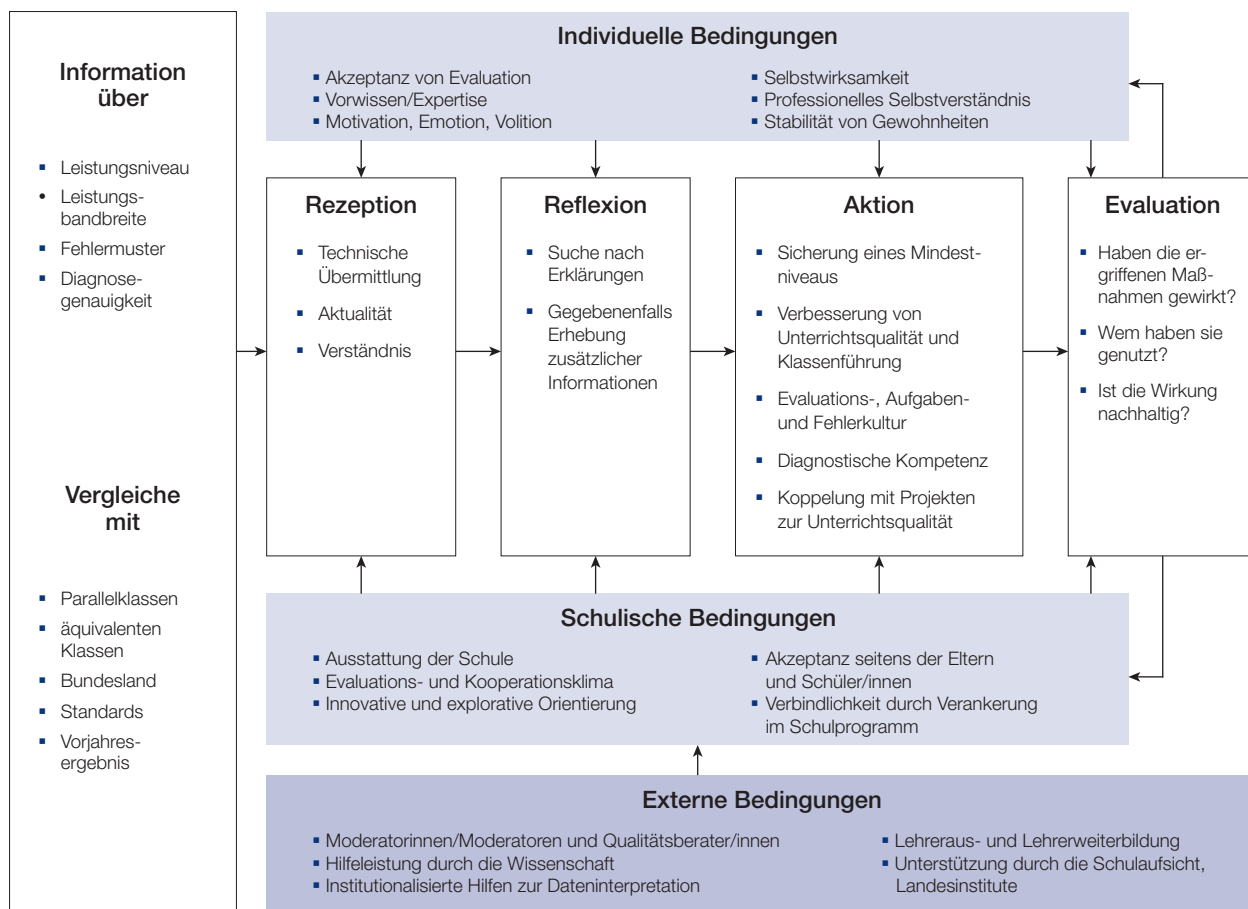 Information
über
Leistungsniveau
Leistungs-
bandbreite
Fehlermuster
Diagnose-
genauigkeit
Vergleiche
mit
Parallelklassen
äquivalenten
Klassen
Bundesland
Standards
Vorjahres-
ergebnis
Individuelle Bedingungen
Akzeptanz von Evaluation
Vorwissen/Expertise
Motivation, Emotion, Volition
Selbstwirksamkeit
Professionelles Selbstverständnis
Stabilität von Gewohnheiten
Rezeption
Technische
Übermittlung
Aktualität
Verständnis
Reflexion
Suche nach
Erklärungen
Gegebenenfalls
Erhebung
zusätzlicher
Informationen
Aktion
Sicherung eines Mindest-
niveaus
Verbesserung von
Unterrichtsqualität und
Klassenführung
Evaluations-, Aufgaben-
und Fehlerkultur
Diagnostische Kompetenz
Koppelung mit Projekten
zur Unterrichtsqualität
Evaluation
Haben die er-
griffenen Maß-
nahmen gewirkt?
Wem haben sie
genutzt?
Ist die Wirkung
nachhaltig?
Schulische Bedingungen
Ausstattung der Schule
Evaluations- und Kooperationsklima
Innovative und explorative Orientierung
Akzeptanz seitens der Eltern
und Schüler/innen
Verbindlichkeit durch Verankerung
im Schulprogramm
Externe Bedingungen
Moderatorinnen/Moderatoren und Qualitätsberater/innen
Hilfeleistung durch die Wissenschaft
Institutionalisierte Hilfen zur Dateninterpretation
Lehreraus- und Lehrerweiterbildung
Unterstützung durch die Schulaufsicht,
Landesinstitute